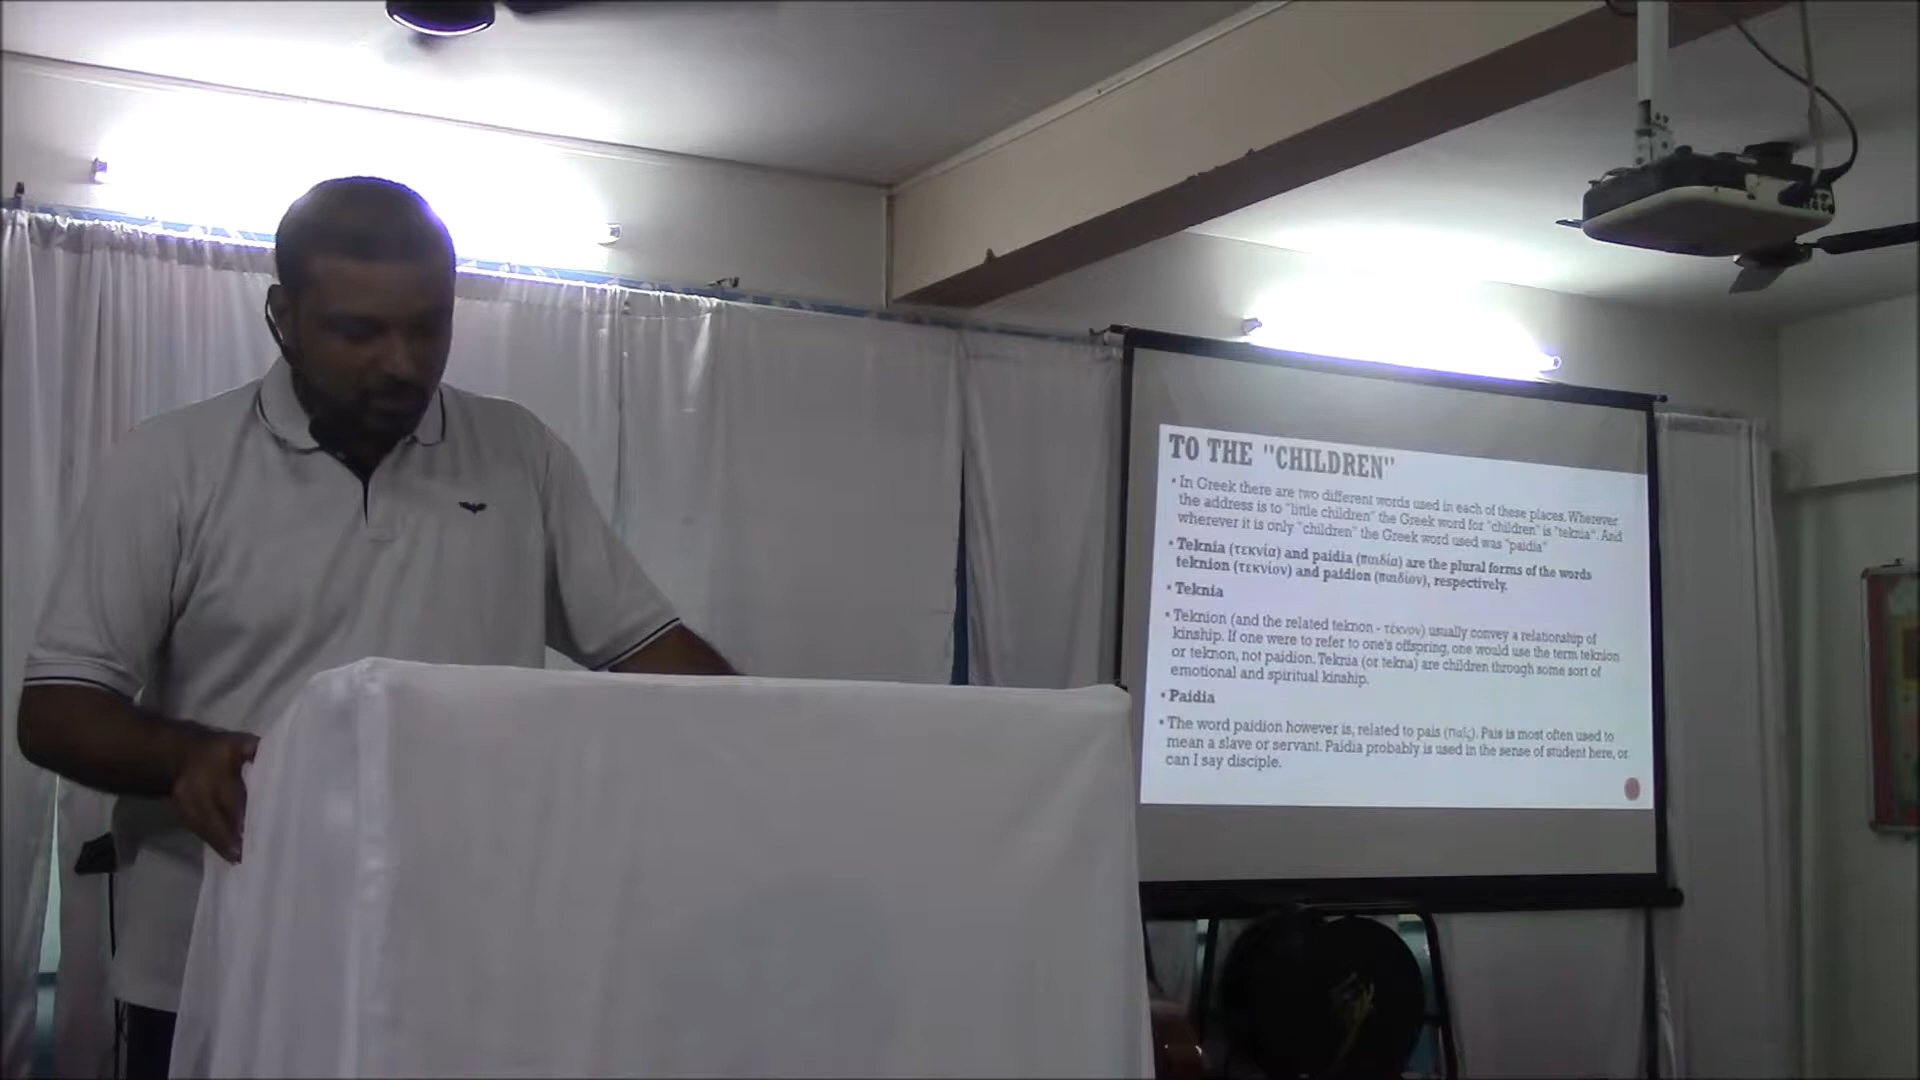 TO THE "CHILDREN"
• In Greek there are two different words used in each of these places. Wherever
the address is to "little children" the Greek word for "children" is "teknia". And
wherever it is only "children" the Greek word used was "paidia"
• Teknia (τεκνία) and paidia (παιδία) are the plural forms of the words
teknion (τεκνίον) and paidion (παιδίον), respectively.
• Teknia
• Teknion (and the related teknon - τέκνον) usually convey a relationship of
kinship. If one were to refer to one's offspring, one would use the term teknion
or teknon, not paidion. Teknia (or tekna) are children through some sort of
emotional and spiritual kinship.
• Paidia
• The word paidion however is, related to pais (παῖς). Pais is most often used to
mean a slave or servant. Paidia probably is used in the sense of student here, or
can I say disciple.